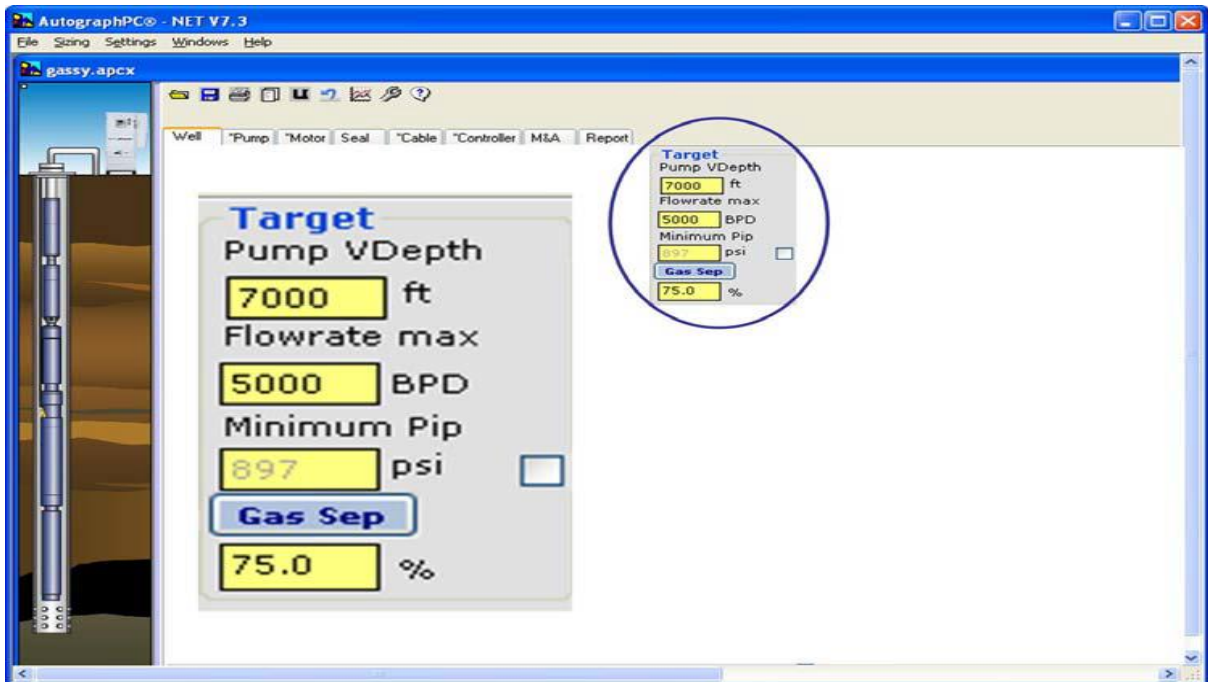 AutographPC® - NET V7.3
File Sizing Settings Windows Help
gassy.apcx
Well "Pump "Motor Seal "Cable "Controller M&A Report
Target
Pump VDepth
7000 ft
Flowrate max
5000 BPD
Minimum Pip
897 psi
Gas Sep
75.0 %
Target
Pump VDepth
7000 ft
Flowrate max
5000 BPD
Minimum Pip
897 psi
Gas Sep
75.0 %